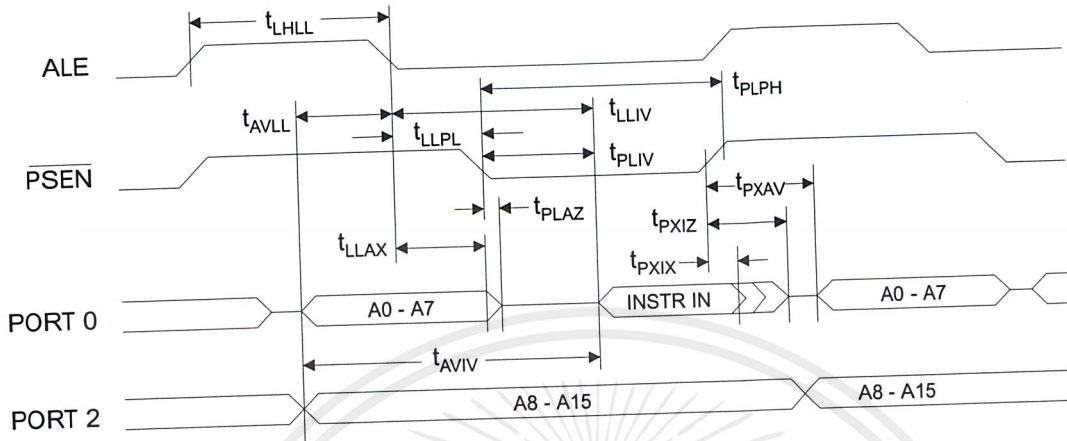 tLHLL
ALE
tPLPH
tAVLL
tLLIV
tLLPL
PSEN
tPLIV
tPXAV
tPLAZ
tPXIZ
tLLAX
tPXIX
PORT 0
A0 - A7
INSTR IN
A0 - A7
tAVIV
PORT 2
A8 - A15
A8 - A15